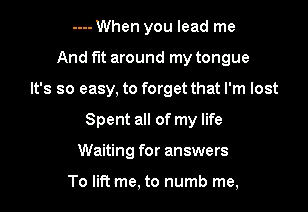 ---- When you lead me
And fit around my tongue
It's so easy, to forget that I'm lost
Spent all of my life
Waiting for answers
To lift me, to numb me,